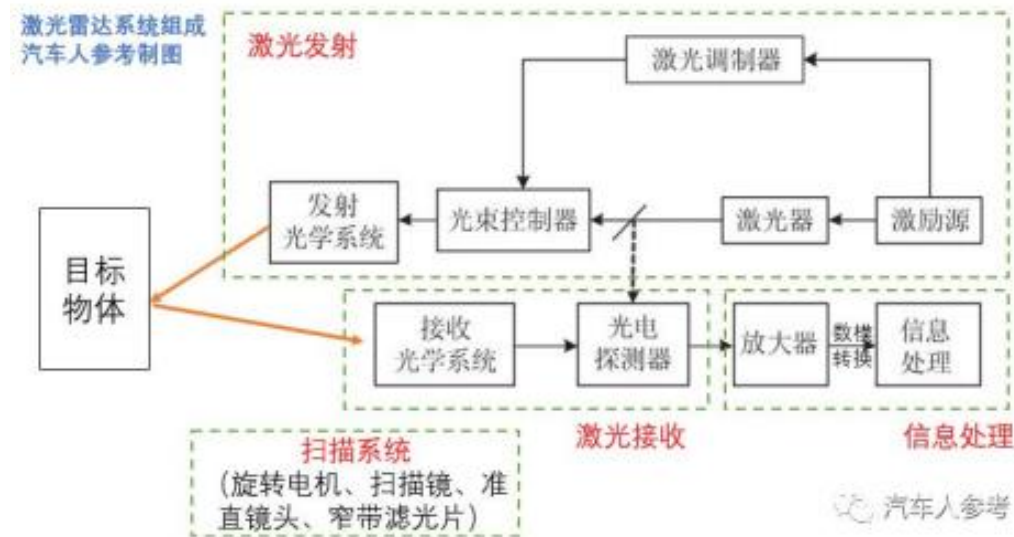 激光雷达系统组成
汽车人参考制图
激光发射
激光调制器
发射
光学系统
光束控制器
激光器
激励源
目标
物体
接收
光学系统
光电
探测器
放大器
数模
转换
信息
处理
激光接收
信息处理
扫描系统
(旋转电机、扫描镜、准
直镜头、窄带滤光片)
汽车人参考